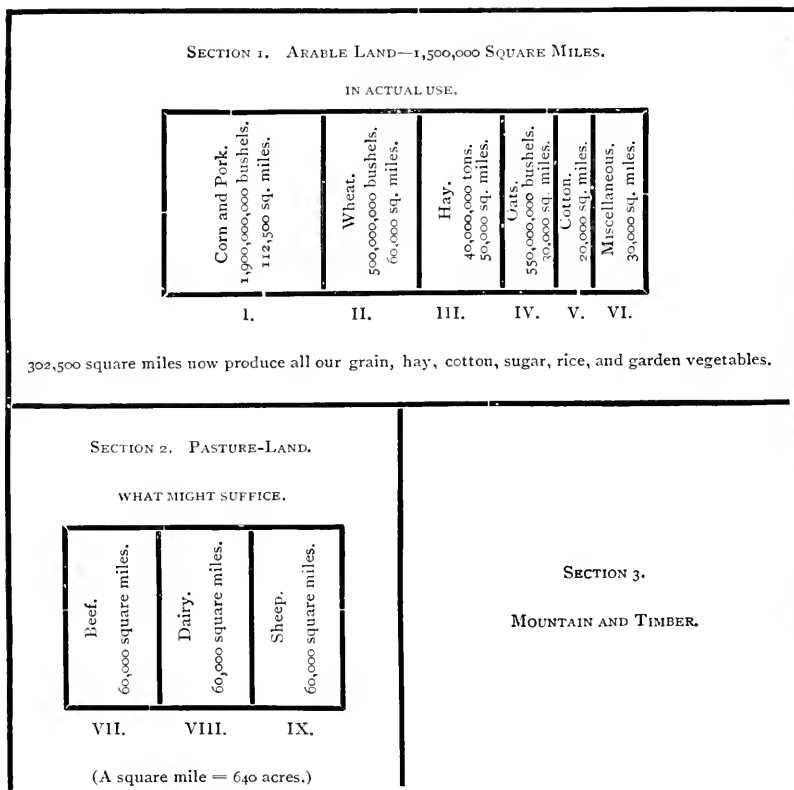 SECTION 1. ARABLE LAND—1,500,000 SQUARE MILES.
IN ACTUAL USE.
Corn and Pork.
1,900,000,000 bushels.
112,500 sq. miles.
Wheat.
500,000,000 bushels.
60,000 sq. miles.
Hay.
40,000,000 tons.
50,000 sq. miles.
Oats.
550,000,000 bushels.
30,000 sq. miles.
Cotton.
20,000 sq. miles.
Miscellaneous.
30,000 sq. miles.
I. II. III. IV. V. VI.
302,500 square miles now produce all our grain, hay, cotton, sugar, rice, and garden vegetables.
SECTION 2. PASTURE-LAND.
WHAT MIGHT SUFFICE.
Beef.
60,000 square miles.
Dairy.
60,000 square miles.
Sheep.
60,000 square miles.
VII. VIII. IX.
(A square mile = 640 acres.)
SECTION 3.
MOUNTAIN AND TIMBER.